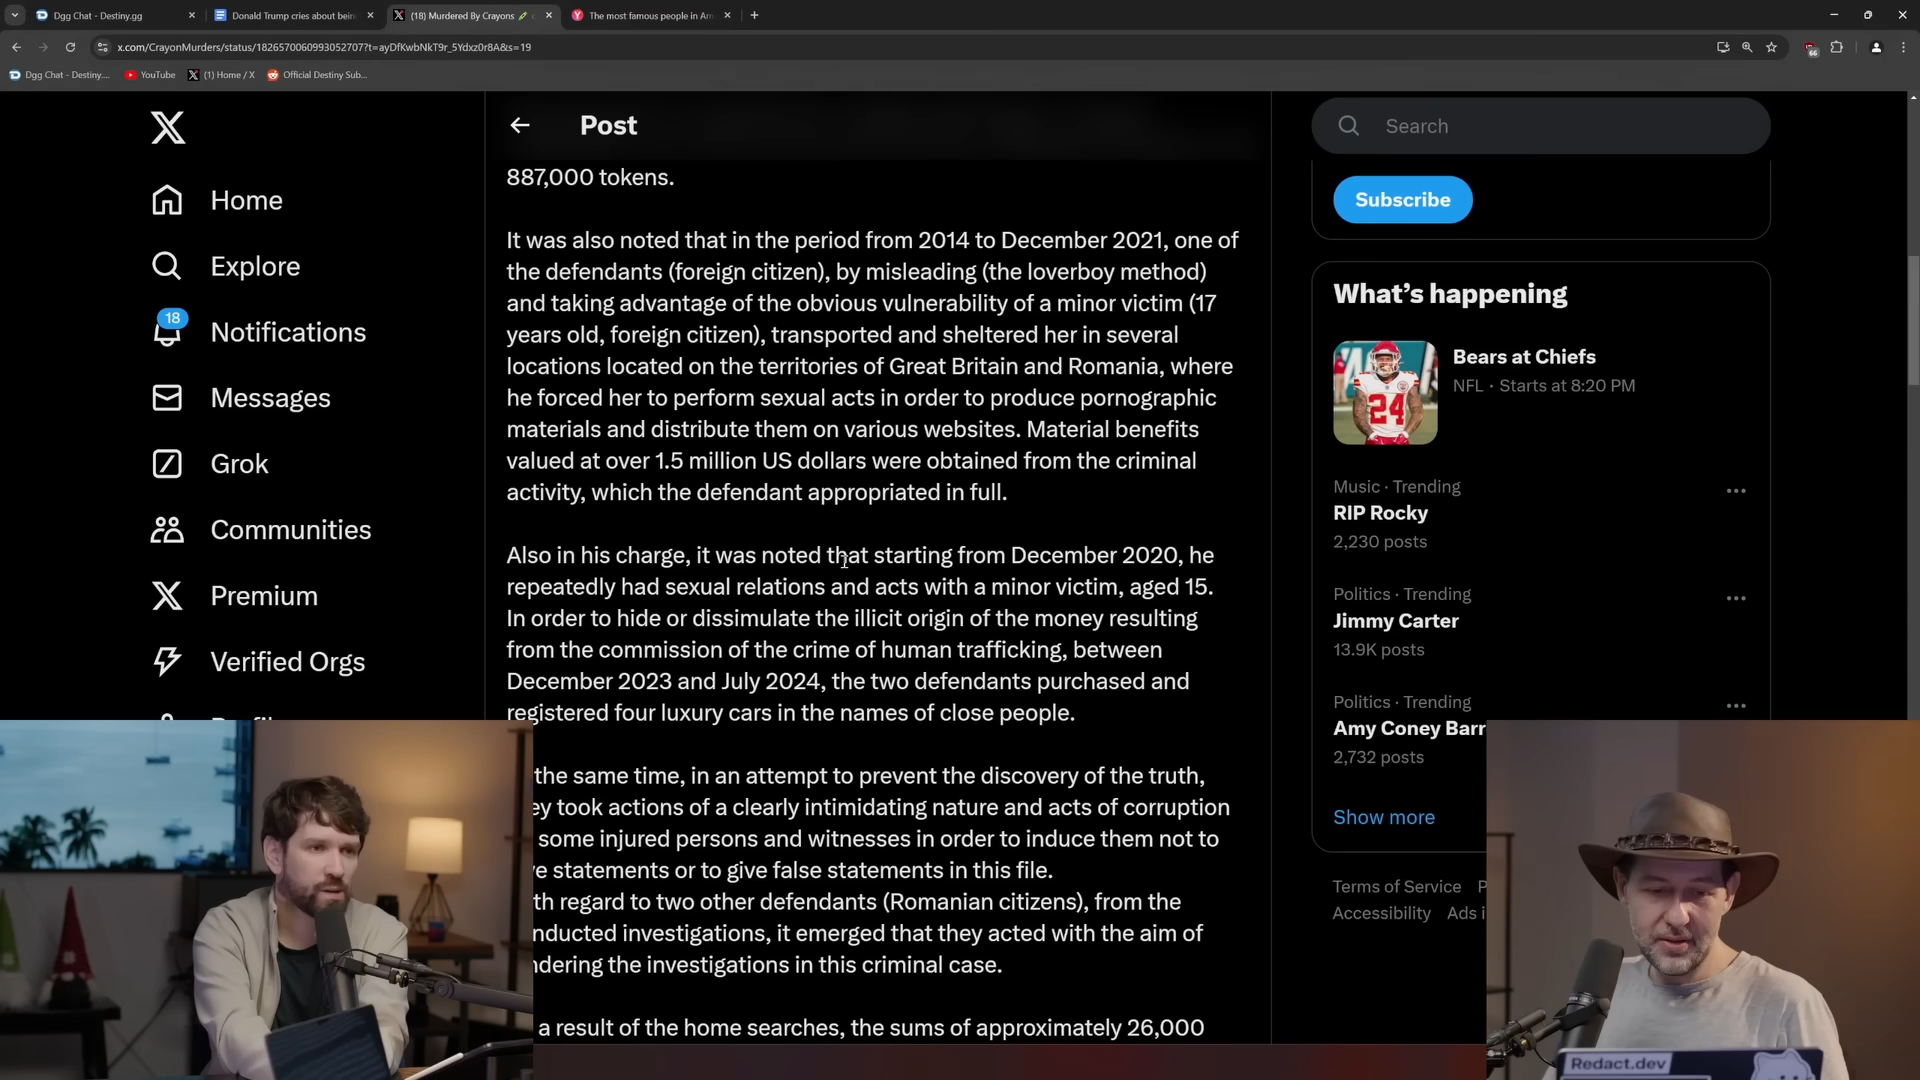 Dgg Chat - Destiny.gg
Donald Trump cries about bein
(18) Murdered By Crayons
The most famous people in Am
x.com/CrayonMurders/status/1826570060993052707?t=ayDfKwbNkT9r_5Ydxz0r8A&s=19
66
Dgg Chat - Destiny....
YouTube
(1) Home / X
Official Destiny Sub...
Home
Explore
18
Notifications
Messages
Grok
Communities
Premium
Verified Orgs
Post
887,000 tokens.
It was also noted that in the period from 2014 to December 2021, one of
the defendants (foreign citizen), by misleading (the loverboy method)
and taking advantage of the obvious vulnerability of a minor victim (17
years old, foreign citizen), transported and sheltered her in several
locations located on the territories of Great Britain and Romania, where
he forced her to perform sexual acts in order to produce pornographic
materials and distribute them on various websites. Material benefits
valued at over 1.5 million US dollars were obtained from the criminal
activity, which the defendant appropriated in full.
Also in his charge, it was noted that starting from December 2020, he
repeatedly had sexual relations and acts with a minor victim, aged 15.
In order to hide or dissimulate the illicit origin of the money resulting
from the commission of the crime of human trafficking, between
December 2023 and July 2024, the two defendants purchased and
registered four luxury cars in the names of close people.
the same time, in an attempt to prevent the discovery of the truth,
ey took actions of a clearly intimidating nature and acts of corruption
some injured persons and witnesses in order to induce them not to
e statements or to give false statements in this file.
th regard to two other defendants (Romanian citizens), from the
nducted investigations, it emerged that they acted with the aim of
ndering the investigations in this criminal case.
a result of the home searches, the sums of approximately 26,000
Search
Subscribe
What's happening
Bears at Chiefs
NFL · Starts at 8:20 PM
24
Music · Trending
RIP Rocky
2,230 posts
Politics · Trending
Jimmy Carter
13.9K posts
Politics · Trending
Amy Coney Barr
2,732 posts
Show more
Terms of Service P
Accessibility Ads i
Redact.dev